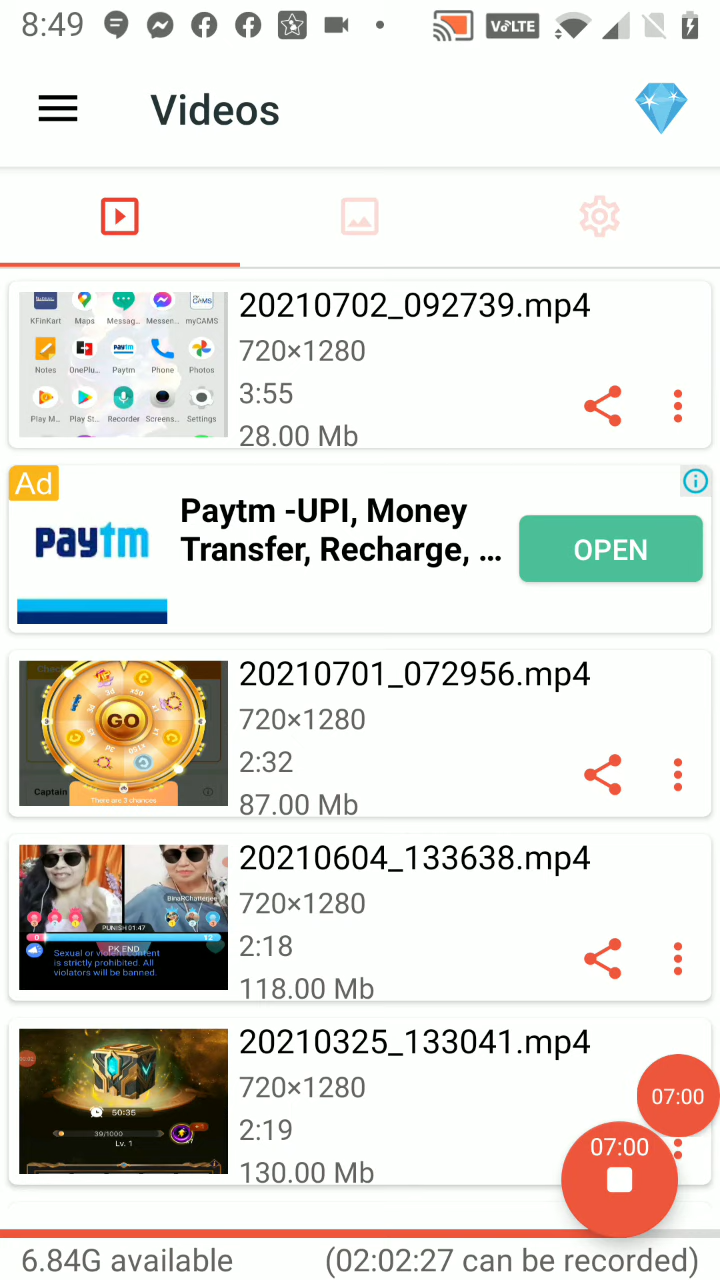 8:49
VoLTE
Videos
KFinKart Maps Messag... Messen... myCAMS
Notes OnePlu... Paytm Phone Photos
Play M... Play St... Recorder Screens... Settings
20210702_092739.mp4
720×1280
3:55
28.00 Mb
Ad
paytm
Paytm -UPI, Money
Transfer, Recharge, ...
OPEN
GO
Captain
There are 3 chances
20210701_072956.mp4
720×1280
2:32
87.00 Mb
BinaRChatterjee
PUNISH 01:47
PK END
Sexual or violent content
is strictly prohibited. All
violators will be banned.
20210604_133638.mp4
720×1280
2:18
118.00 Mb
50:35
39/1000
Lv. 1
20210325_133041.mp4
720×1280
2:19
130.00 Mb
07:00
07:00
6.84G available
(02:02:27 can be recorded)